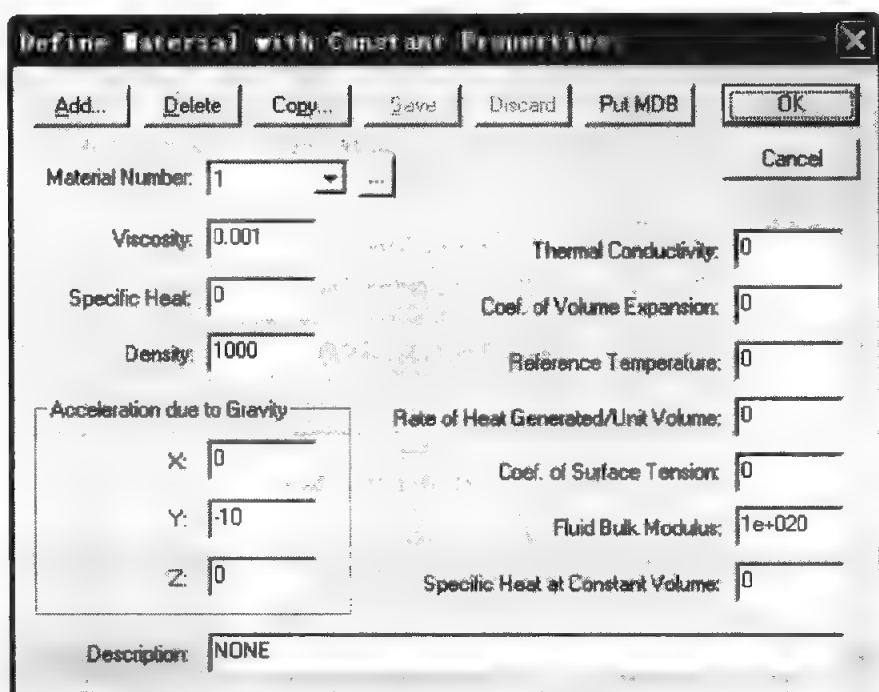 Define Material with Constant Properties
Add... Delete Copy... Save Discard Put MDB OK
Cancel
Material Number: 1 ...
Viscosity: 0.001
Thermal Conductivity: 0
Specific Heat: 0
Coef. of Volume Expansion: 0
Density: 1000
Reference Temperature: 0
Acceleration due to Gravity
Rate of Heat Generated/Unit Volume: 0
X: 0
Coef. of Surface Tension: 0
Y: -10
Fluid Bulk Modulus: 1e+020
Z: 0
Specific Heat at Constant Volume: 0
Description: NONE